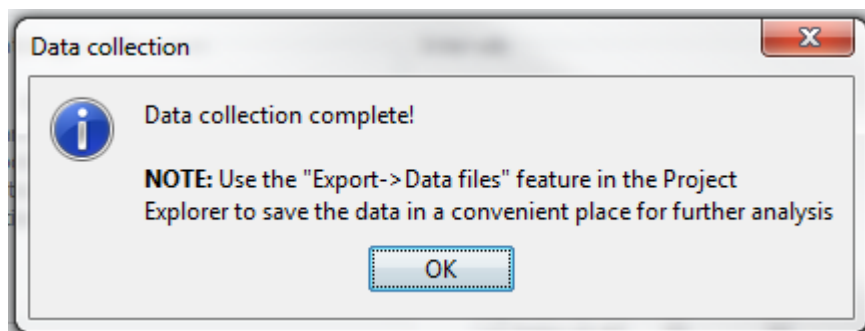 Data collection
Data collection complete!
NOTE: Use the "Export->Data files" feature in the Project
Explorer to save the data in a convenient place for further analysis
OK